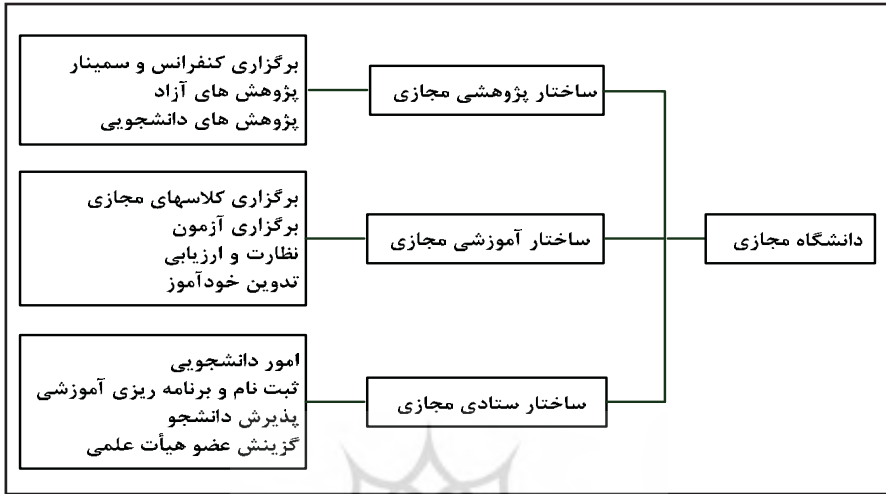 دانشگاه مجازی
ساختار پژوهشی مجازی
برگزاری کنفرانس و سمینار
پژوهش های آزاد
پژوهش های دانشجویی
ساختار آموزشی مجازی
برگزاری کلاسهای مجازی
برگزاری آزمون
نظارت و ارزیابی
تدوین خودآموز
ساختار ستادی مجازی
امور دانشجویی
ثبت نام و برنامه ریزی آموزشی
پذیرش دانشجو
گزینش عضو هیأت علمی